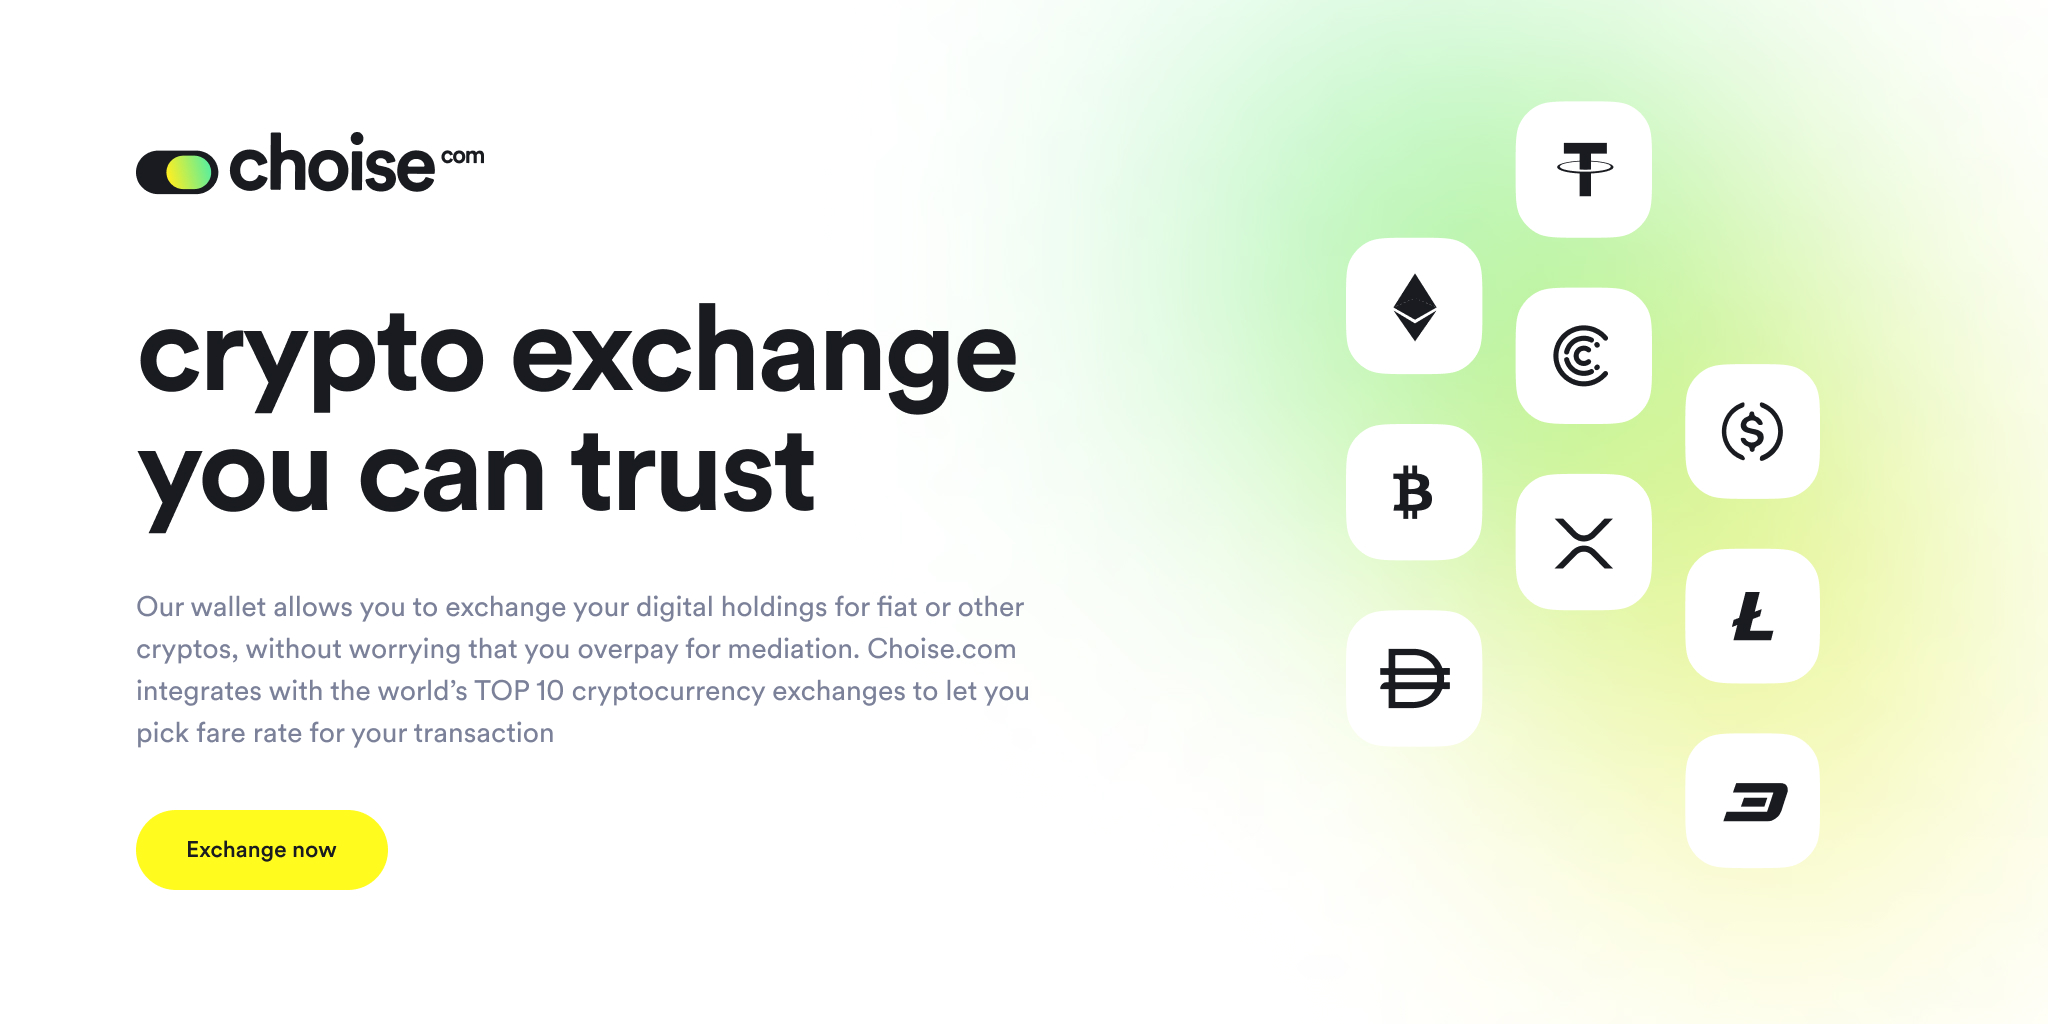 choise.com
crypto exchange
you can trust
Our wallet allows you to exchange your digital holdings for fiat or other
cryptos, without worrying that you overpay for mediation. Choise.com
integrates with the world’s TOP 10 cryptocurrency exchanges to let you
pick fare rate for your transaction
Exchange now